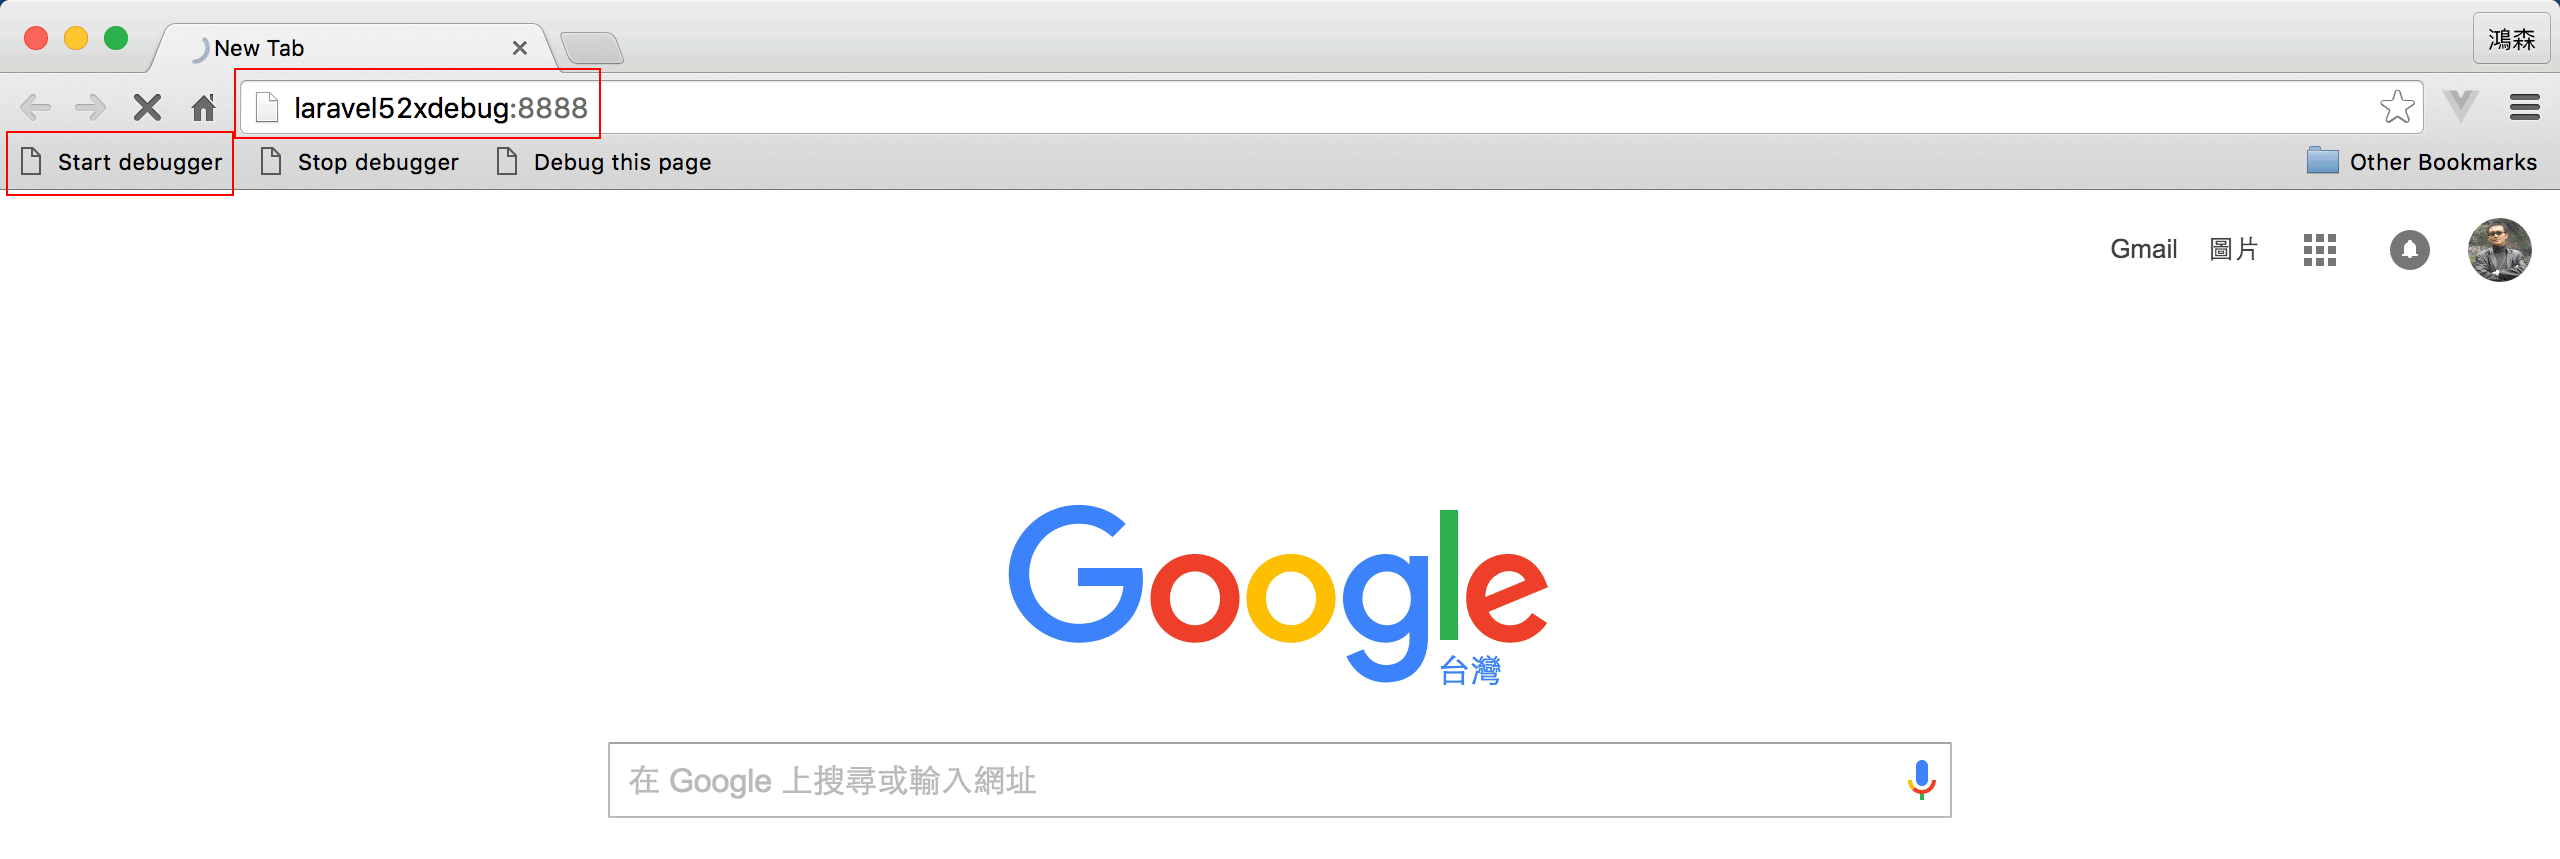 New Tab
鴻森
laravel52xdebug:8888
Start debugger Stop debugger Debug this page Other Bookmarks
Gmail 圖片
Google
台灣
在 Google 上搜尋或輸入網址